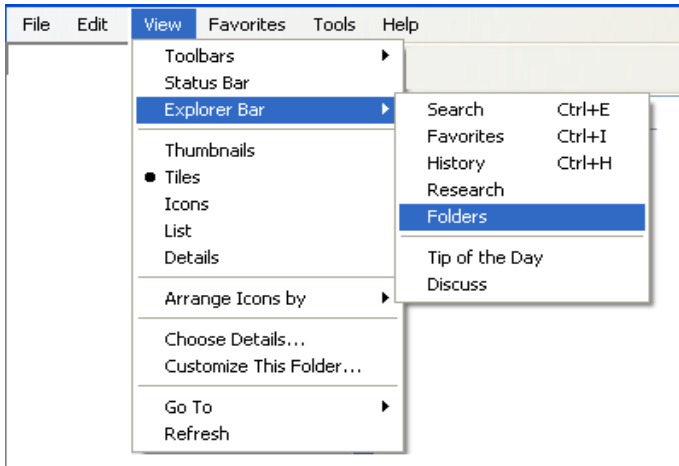 File Edit View Favorites Tools Help
Toolbars
Status Bar
Explorer Bar
Thumbnails
Tiles
Icons
List
Details
Arrange Icons by
Choose Details...
Customize This Folder...
Go To
Refresh
Search Ctrl+E
Favorites Ctrl+I
History Ctrl+H
Research
Folders
Tip of the Day
Discuss